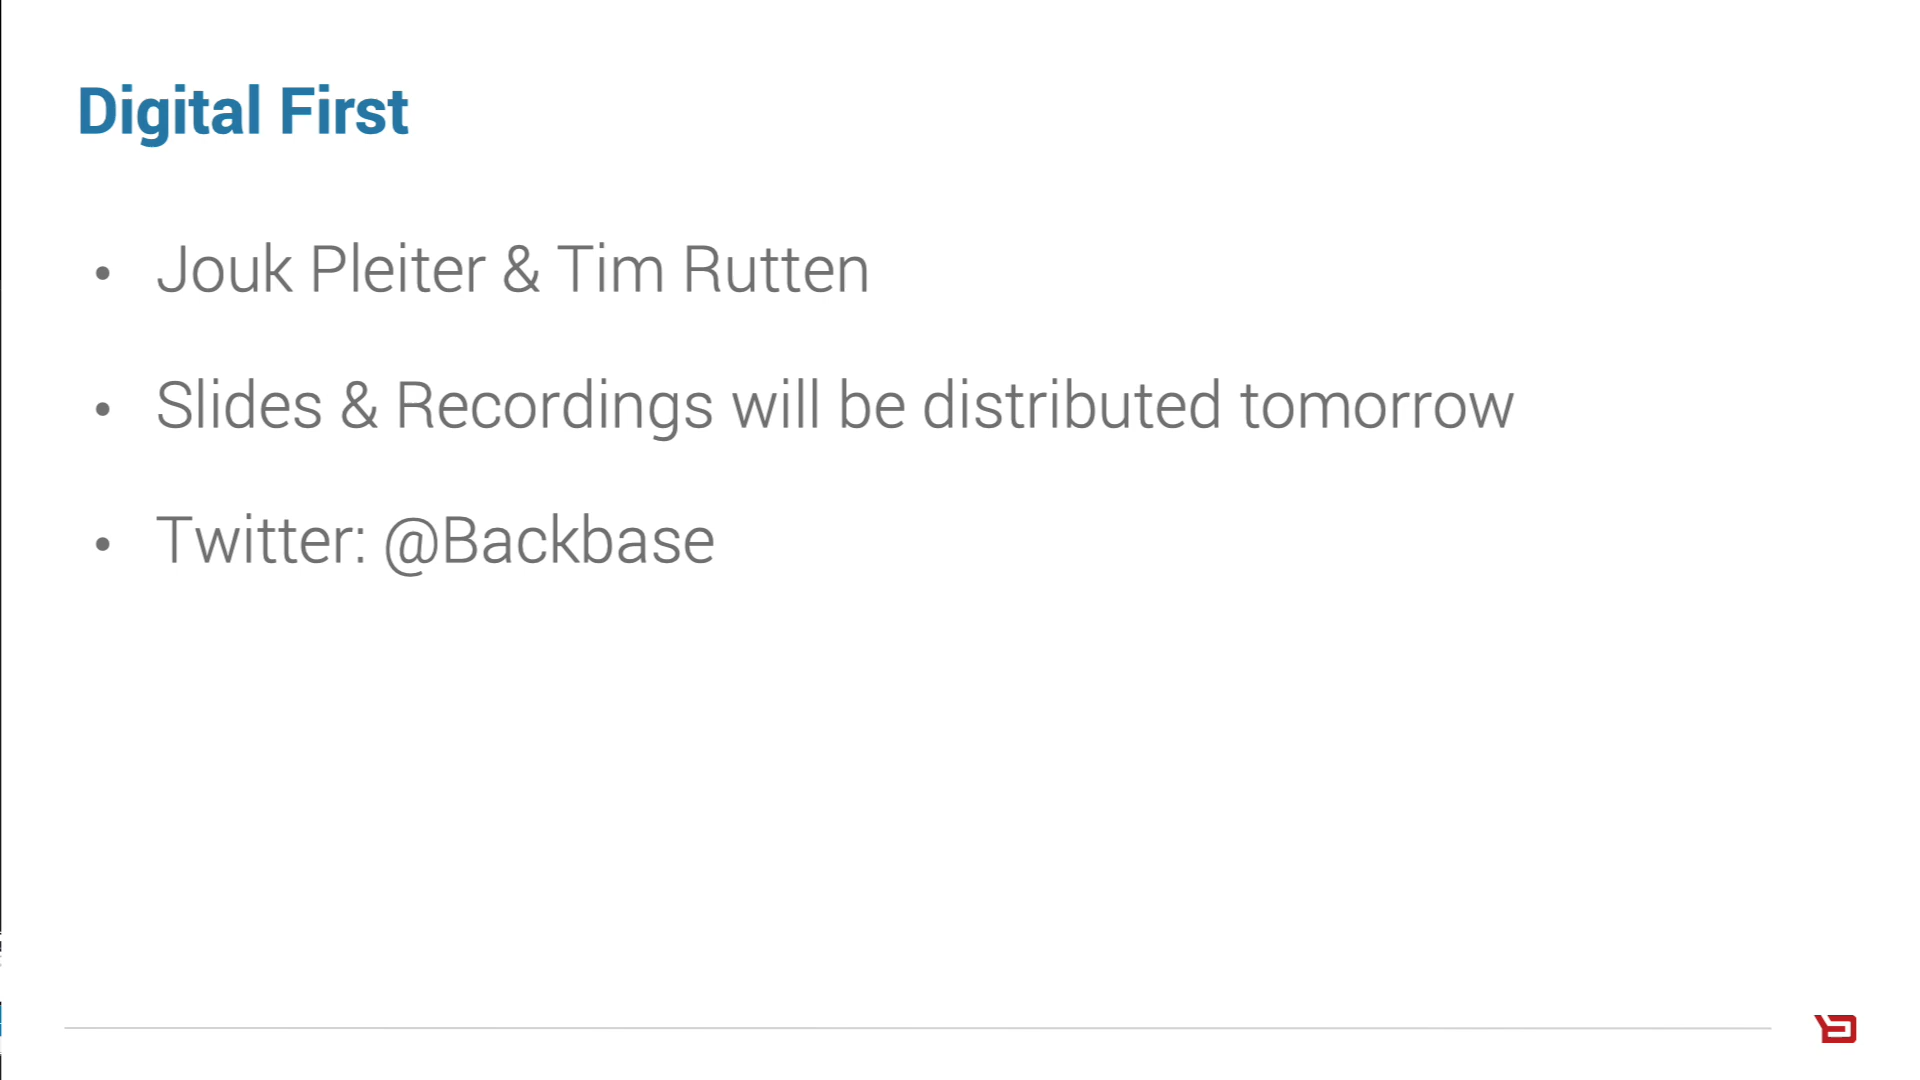 Digital First
• Jouk Pleiter & Tim Rutten
• Slides & Recordings will be distributed tomorrow
• Twitter: @Backbase